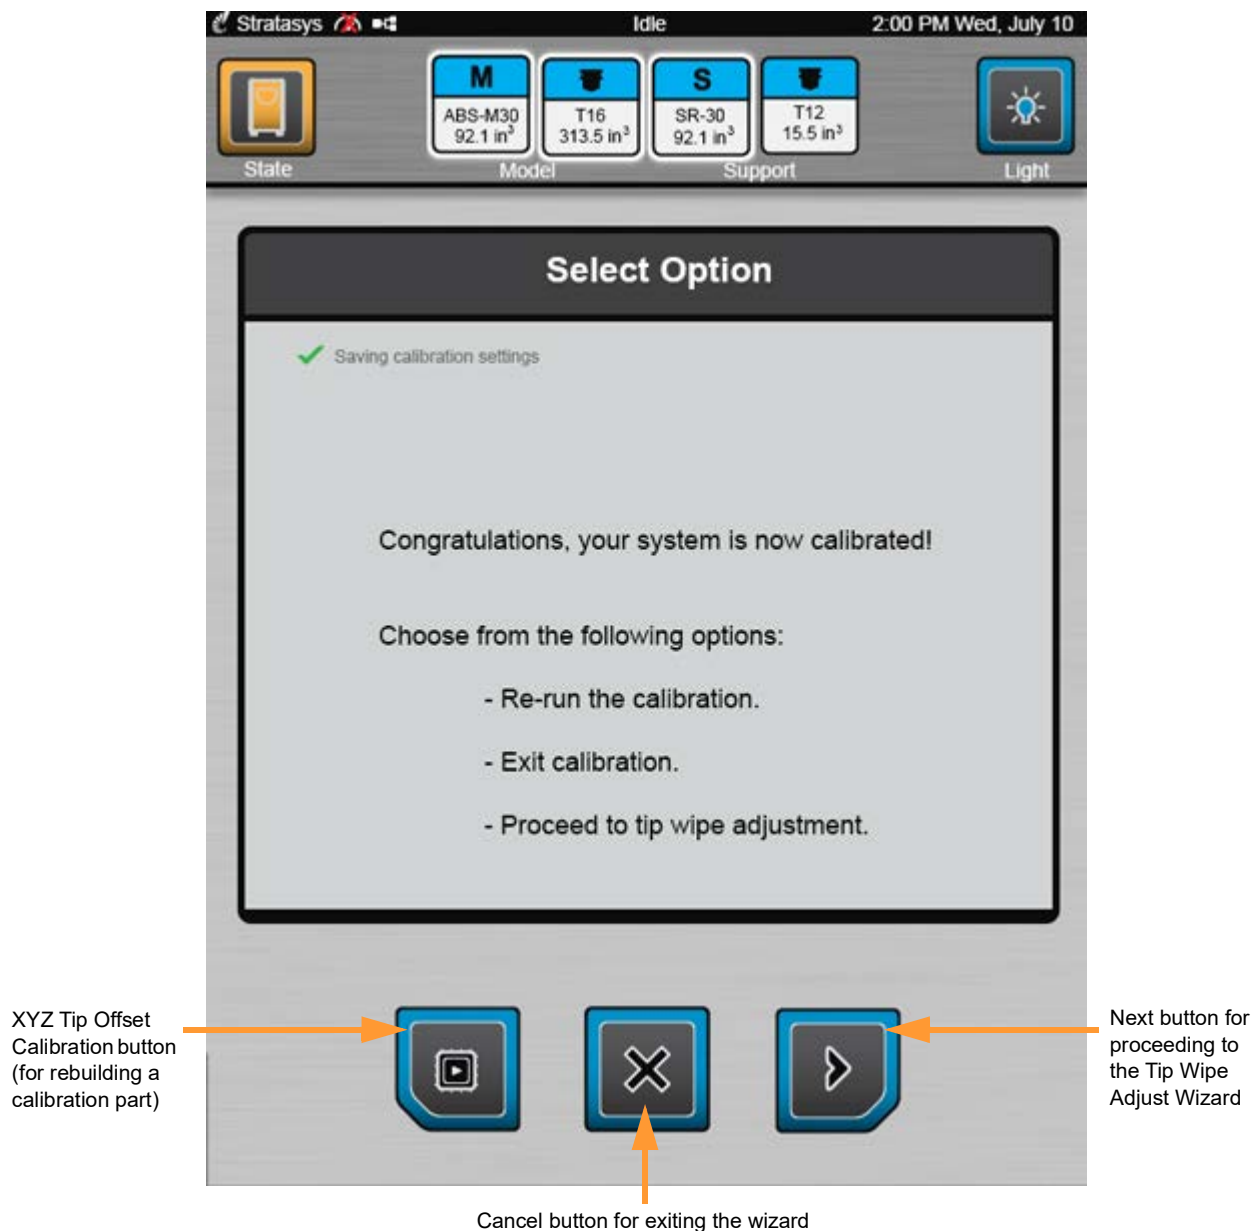 Stratasys Idle 2:00 PM Wed, July 10
M S
ABS-M30 T16 SR-30 T12
92.1 in³ 313.5 in³ 92.1 in³ 15.5 in³
State Model Support Light
Select Option
Saving calibration settings
Congratulations, your system is now calibrated!
Choose from the following options:
- Re-run the calibration.
- Exit calibration.
- Proceed to tip wipe adjustment.
XYZ Tip Offset
Calibration button
(for rebuilding a
calibration part)
Next button for
proceeding to
the Tip Wipe
Adjust Wizard
Cancel button for exiting the wizard